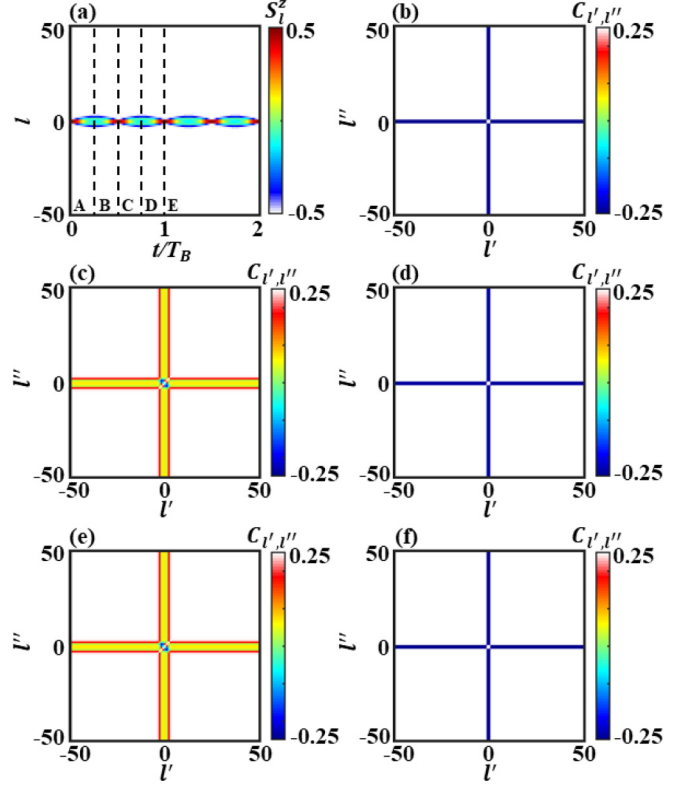 (a) S_l^z (b) C_{l′,l″}
50 0.5 50 0.25
l 0 l″ 0
A B C D E
-50 -0.5 -50 -0.25
0 1 2 -50 0 50
t/T_B l′
(c) C_{l′,l″} (d) C_{l′,l″}
50 0.25 50 0.25
l″ 0 l″ 0
-50 -0.25 -50 -0.25
-50 0 50 -50 0 50
l′ l′
(e) C_{l′,l″} (f) C_{l′,l″}
50 0.25 50 0.25
l″ 0 l″ 0
-50 -0.25 -50 -0.25
-50 0 50 -50 0 50
l′ l′